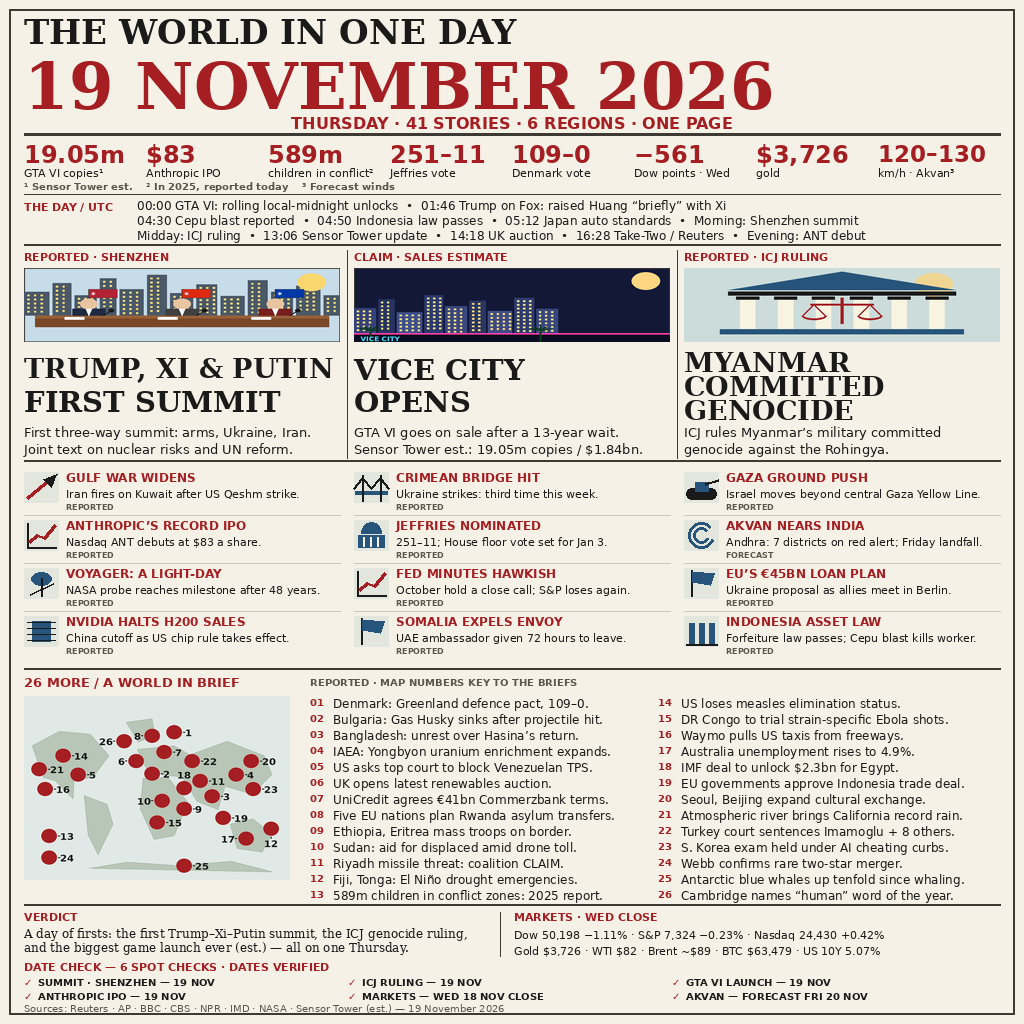 THE WORLD IN ONE DAY
19 NOVEMBER 2026
THURSDAY · 41 STORIES · 6 REGIONS · ONE PAGE
19.05m $83 589m 251–11 109–0 −561 $3,726 120–130
GTA VI copies¹ Anthropic IPO children in conflict² Jeffries vote Denmark vote Dow points · Wed gold km/h · Akvan³
¹ Sensor Tower est. ² In 2025, reported today ³ Forecast winds
THE DAY / UTC
00:00 GTA VI: rolling local-midnight unlocks • 01:46 Trump on Fox: raised Huang “briefly” with Xi
04:30 Cepu blast reported • 04:50 Indonesia law passes • 05:12 Japan auto standards • Morning: Shenzhen summit
Midday: ICJ ruling • 13:06 Sensor Tower update • 14:18 UK auction • 16:28 Take-Two / Reuters • Evening: ANT debut
REPORTED · SHENZHEN
TRUMP, XI & PUTIN
FIRST SUMMIT
First three-way summit: arms, Ukraine, Iran.
Joint text on nuclear risks and UN reform.
CLAIM · SALES ESTIMATE
VICE CITY
VICE CITY
OPENS
GTA VI goes on sale after a 13-year wait.
Sensor Tower est.: 19.05m copies / $1.84bn.
REPORTED · ICJ RULING
MYANMAR
COMMITTED
GENOCIDE
ICJ rules Myanmar’s military committed
genocide against the Rohingya.
GULF WAR WIDENS
Iran fires on Kuwait after US Qeshm strike.
REPORTED
CRIMEAN BRIDGE HIT
Ukraine strikes: third time this week.
REPORTED
GAZA GROUND PUSH
Israel moves beyond central Gaza Yellow Line.
REPORTED
ANTHROPIC’S RECORD IPO
Nasdaq ANT debuts at $83 a share.
REPORTED
JEFFRIES NOMINATED
251–11; House floor vote set for Jan 3.
REPORTED
AKVAN NEARS INDIA
Andhra: 7 districts on red alert; Friday landfall.
FORECAST
VOYAGER: A LIGHT-DAY
NASA probe reaches milestone after 48 years.
REPORTED
FED MINUTES HAWKISH
October hold a close call; S&P loses again.
REPORTED
EU’S €45BN LOAN PLAN
Ukraine proposal as allies meet in Berlin.
REPORTED
NVIDIA HALTS H200 SALES
China cutoff as US chip rule takes effect.
REPORTED
SOMALIA EXPELS ENVOY
UAE ambassador given 72 hours to leave.
REPORTED
INDONESIA ASSET LAW
Forfeiture law passes; Cepu blast kills worker.
REPORTED
26 MORE / A WORLD IN BRIEF
26 8 1
14 7
6 22 20
21 5 2 18 11 4
16 3 23
10 9
15 19
13 17 12
24 25
REPORTED · MAP NUMBERS KEY TO THE BRIEFS
01 Denmark: Greenland defence pact, 109–0.
02 Bulgaria: Gas Husky sinks after projectile hit.
03 Bangladesh: unrest over Hasina’s return.
04 IAEA: Yongbyon uranium enrichment expands.
05 US asks top court to block Venezuelan TPS.
06 UK opens latest renewables auction.
07 UniCredit agrees €41bn Commerzbank terms.
08 Five EU nations plan Rwanda asylum transfers.
09 Ethiopia, Eritrea mass troops on border.
10 Sudan: aid for displaced amid drone toll.
11 Riyadh missile threat: coalition CLAIM.
12 Fiji, Tonga: El Niño drought emergencies.
13 589m children in conflict zones: 2025 report.
14 US loses measles elimination status.
15 DR Congo to trial strain-specific Ebola shots.
16 Waymo pulls US taxis from freeways.
17 Australia unemployment rises to 4.9%.
18 IMF deal to unlock $2.3bn for Egypt.
19 EU governments approve Indonesia trade deal.
20 Seoul, Beijing expand cultural exchange.
21 Atmospheric river brings California record rain.
22 Turkey court sentences Imamoglu + 8 others.
23 S. Korea exam held under AI cheating curbs.
24 Webb confirms rare two-star merger.
25 Antarctic blue whales up tenfold since whaling.
26 Cambridge names “human” word of the year.
VERDICT
A day of firsts: the first Trump–Xi–Putin summit, the ICJ genocide ruling,
and the biggest game launch ever (est.) — all on one Thursday.
MARKETS · WED CLOSE
Dow 50,198 −1.11% · S&P 7,324 −0.23% · Nasdaq 24,430 +0.42%
Gold $3,726 · WTI $82 · Brent ~$89 · BTC $63,479 · US 10Y 5.07%
DATE CHECK — 6 SPOT CHECKS · DATES VERIFIED
✓ SUMMIT · SHENZHEN — 19 NOV ✓ ICJ RULING — 19 NOV ✓ GTA VI LAUNCH — 19 NOV
✓ ANTHROPIC IPO — 19 NOV ✓ MARKETS — WED 18 NOV CLOSE ✓ AKVAN — FORECAST FRI 20 NOV
Sources: Reuters · AP · BBC · CBS · NPR · IMD · NASA · Sensor Tower (est.) — 19 November 2026